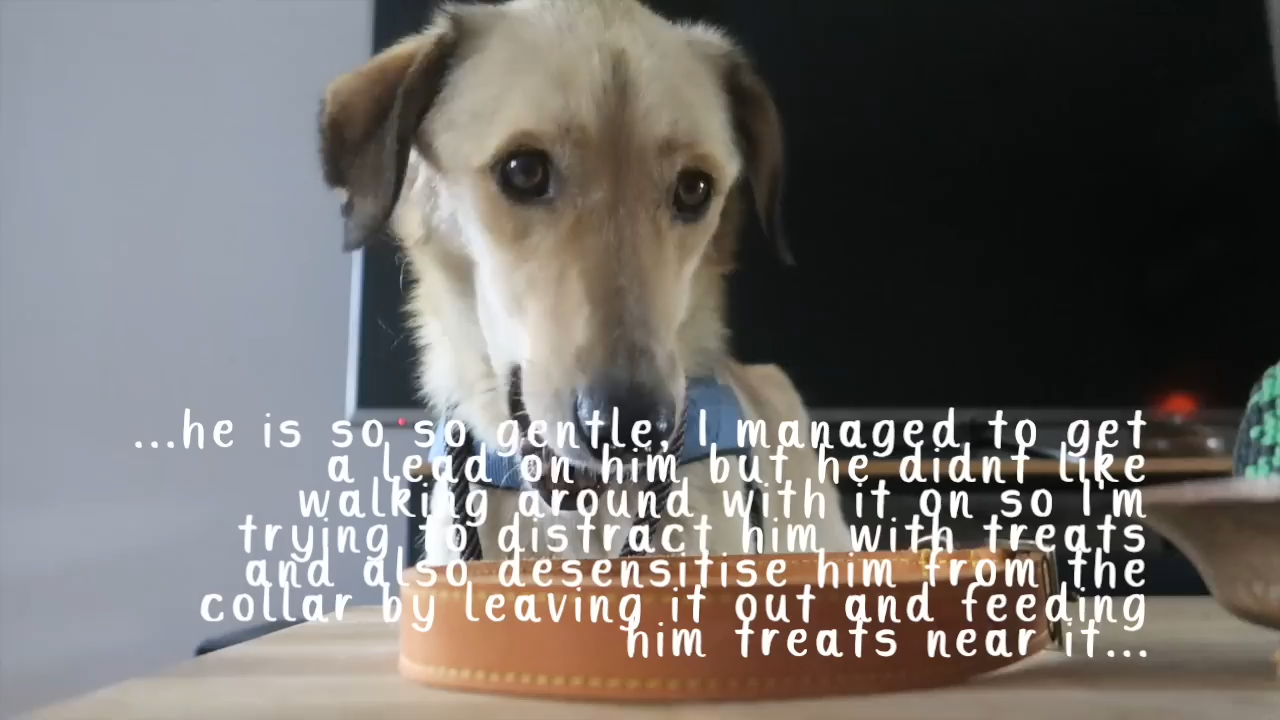 ...he is so so gentle, I managed to get
a lead on him but he didnt like
walking around with it on so I'm
trying to distract him with treats
and also desensitise him from the
collar by leaving it out and feeding
him treats near it...